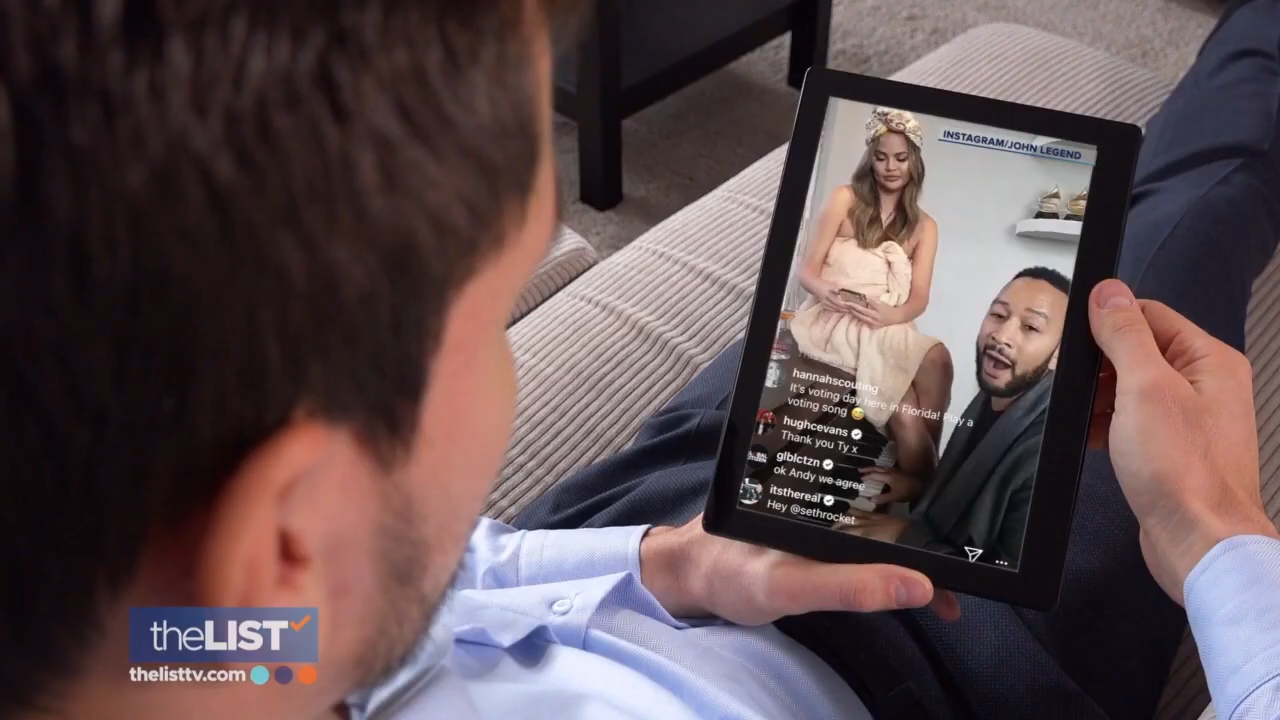 INSTAGRAM/JOHN LEGEND
hannahscouting
It's voting day here in Florida! Play a
voting song 😅
hughcevans
Thank you Ty x
glblctzn
ok Andy we agree
itsthereal
Hey @sethrocket
theLIST
thelisttv.com